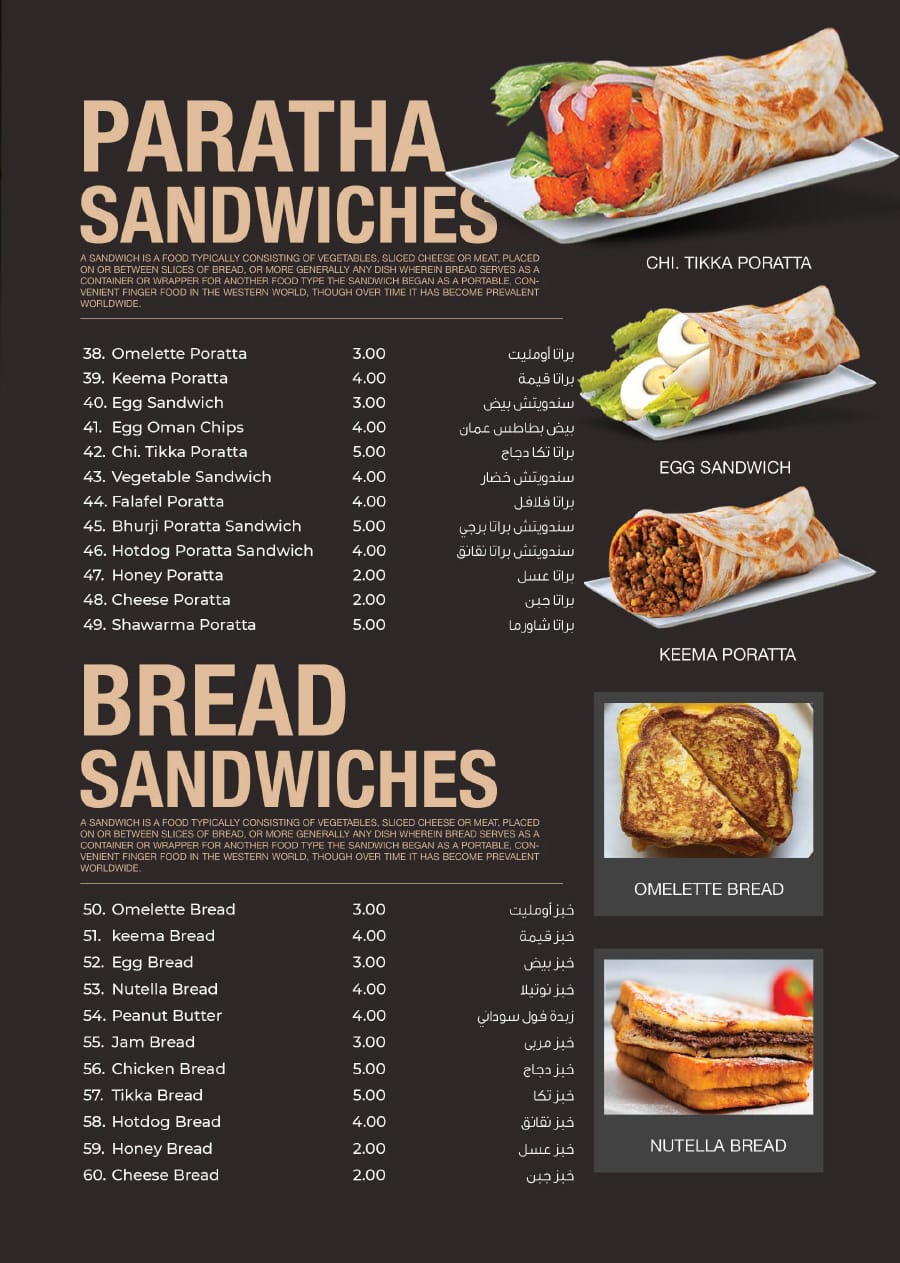 PARATHA
SANDWICHES
A SANDWICH IS A FOOD TYPICALLY CONSISTING OF VEGETABLES, SLICED CHEESE OR MEAT, PLACED
ON OR BETWEEN SLICES OF BREAD, OR MORE GENERALLY ANY DISH WHEREIN BREAD SERVES AS A
CONTAINER OR WRAPPER FOR ANOTHER FOOD TYPE THE SANDWICH BEGAN AS A PORTABLE, CON-
VENIENT FINGER FOOD IN THE WESTERN WORLD, THOUGH OVER TIME IT HAS BECOME PREVALENT
WORLDWIDE.
38. Omelette Poratta 3.00 براتا أومليت
39. Keema Poratta 4.00 براتا قيمة
40. Egg Sandwich 3.00 سندويتش بيض
41. Egg Oman Chips 4.00 بيض بطاطس عمان
42. Chi. Tikka Poratta 5.00 براتا تكا دجاج
43. Vegetable Sandwich 4.00 سندويتش خضار
44. Falafel Poratta 4.00 براتا فلافل
45. Bhurji Poratta Sandwich 5.00 سندويتش براتا برجي
46. Hotdog Poratta Sandwich 4.00 سندويتش براتا نقانق
47. Honey Poratta 2.00 براتا عسل
48. Cheese Poratta 2.00 براتا جبن
49. Shawarma Poratta 5.00 براتا شاورما
CHI. TIKKA PORATTA
EGG SANDWICH
KEEMA PORATTA
BREAD
SANDWICHES
A SANDWICH IS A FOOD TYPICALLY CONSISTING OF VEGETABLES, SLICED CHEESE OR MEAT, PLACED
ON OR BETWEEN SLICES OF BREAD, OR MORE GENERALLY ANY DISH WHEREIN BREAD SERVES AS A
CONTAINER OR WRAPPER FOR ANOTHER FOOD TYPE THE SANDWICH BEGAN AS A PORTABLE, CON-
VENIENT FINGER FOOD IN THE WESTERN WORLD, THOUGH OVER TIME IT HAS BECOME PREVALENT
WORLDWIDE.
50. Omelette Bread 3.00 خبز أومليت
51. keema Bread 4.00 خبز قيمة
52. Egg Bread 3.00 خبز بيض
53. Nutella Bread 4.00 خبز نوتيلا
54. Peanut Butter 4.00 زبدة فول سوداني
55. Jam Bread 3.00 خبز مربى
56. Chicken Bread 5.00 خبز دجاج
57. Tikka Bread 5.00 خبز تكا
58. Hotdog Bread 4.00 خبز نقانق
59. Honey Bread 2.00 خبز عسل
60. Cheese Bread 2.00 خبز جبن
OMELETTE BREAD
NUTELLA BREAD